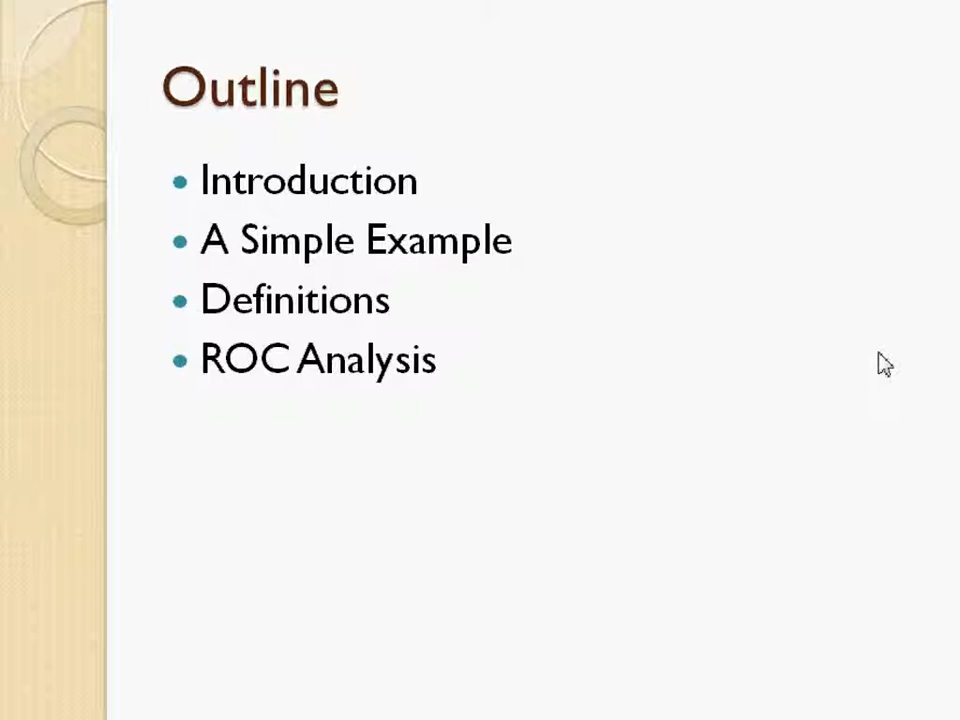 Outline
Introduction
A Simple Example
Definitions
ROC Analysis